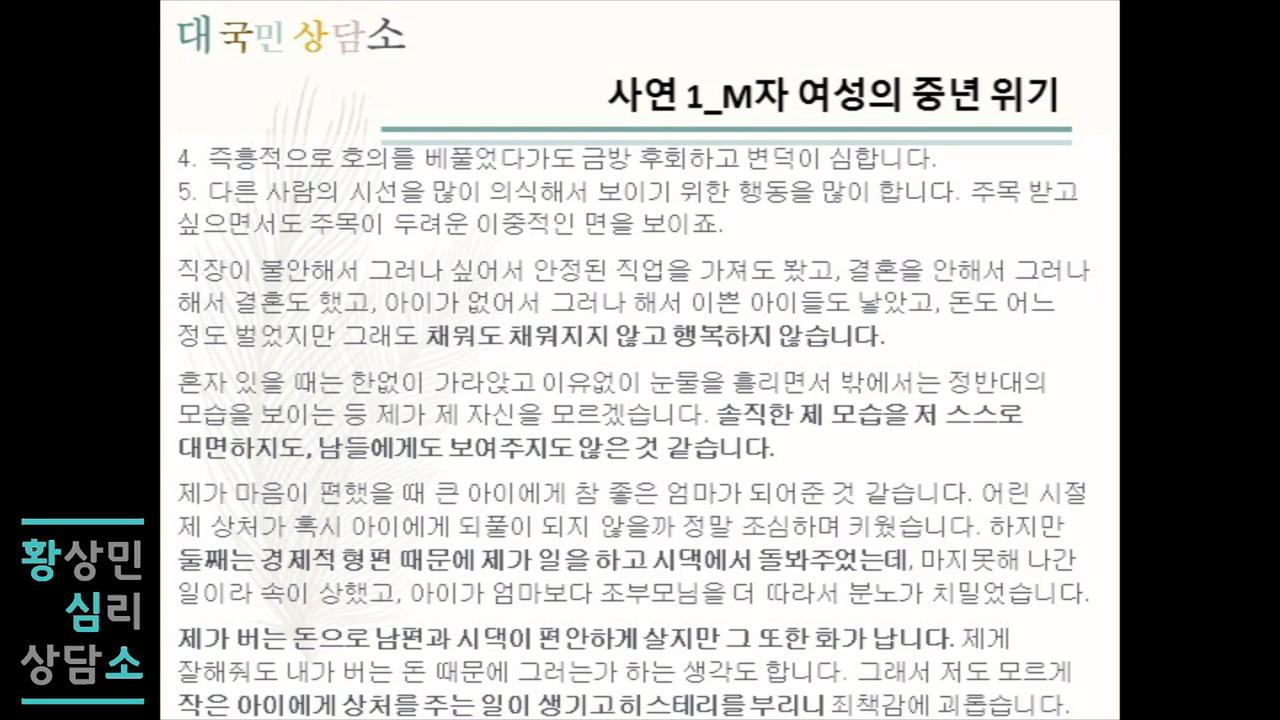 대국민 상담소
사연 1_M자 여성의 중년 위기
4. 즉흥적으로 호의를 베풀었다가도 금방 후회하고 변덕이 심합니다.
5. 다른 사람의 시선을 많이 의식해서 보이기 위한 행동을 많이 합니다. 주목 받고
싶으면서도 주목이 두려운 이중적인 면을 보이죠.
직장이 불안해서 그러나 싶어서 안정된 직업을 가져도 봤고, 결혼을 안해서 그러나
해서 결혼도 했고, 아이가 없어서 그러나 해서 이쁜 아이들도 낳았고, 돈도 어느
정도 벌었지만 그래도 채워도 채워지지 않고 행복하지 않습니다.
혼자 있을 때는 한없이 가라앉고 이유없이 눈물을 흘리면서 밖에서는 정반대의
모습을 보이는 등 제가 제 자신을 모르겠습니다. 솔직한 제 모습을 저 스스로
대면하지도, 남들에게도 보여주지도 않은 것 같습니다.
제가 마음이 편했을 때 큰 아이에게 참 좋은 엄마가 되어준 것 같습니다. 어린 시절
제 상처가 혹시 아이에게 되풀이 되지 않을까 정말 조심하며 키웠습니다. 하지만
둘째는 경제적 형편 때문에 제가 일을 하고 시댁에서 돌봐주었는데, 마지못해 나간
일이라 속이 상했고, 아이가 엄마보다 조부모님을 더 따라서 분노가 치밀었습니다.
제가 버는 돈으로 남편과 시댁이 편안하게 살지만 그 또한 화가 납니다. 제게
잘해줘도 내가 버는 돈 때문에 그러는가 하는 생각도 합니다. 그래서 저도 모르게
작은 아이에게 상처를 주는 일이 생기고 히스테리를 부리니 죄책감에 괴롭습니다.
황상민
심리
상담소